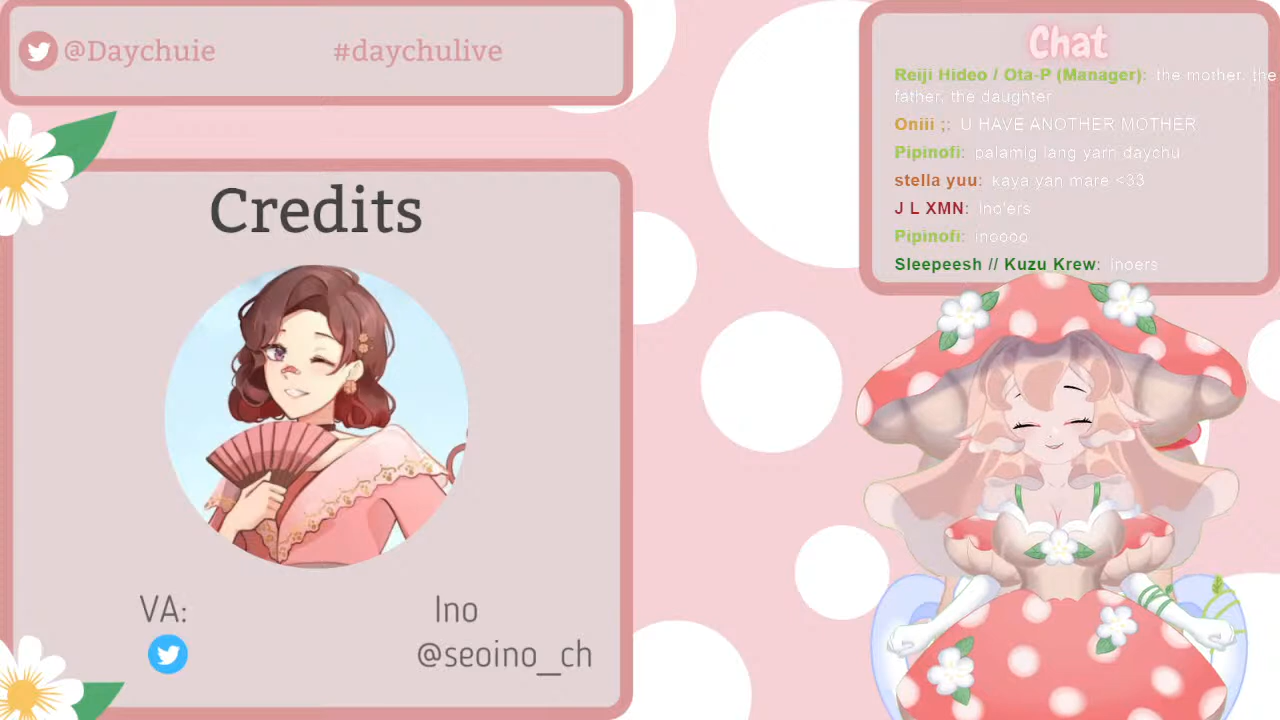 @Daychuie
#daychulive
Credits
VA:
Ino
@seoino__ch
Chat
Reiji Hideo / Ota-P (Manager): the mother. the
father, the daughter
Oniii ;: U HAVE ANOTHER MOTHER
Pipinofi: palamig lang yarn daychu
stella yuu: kaya yan mare <33
J L XMN: Ino'ers
Pipinofi: inoooo
Sleepeesh // Kuzu Krew: inoers